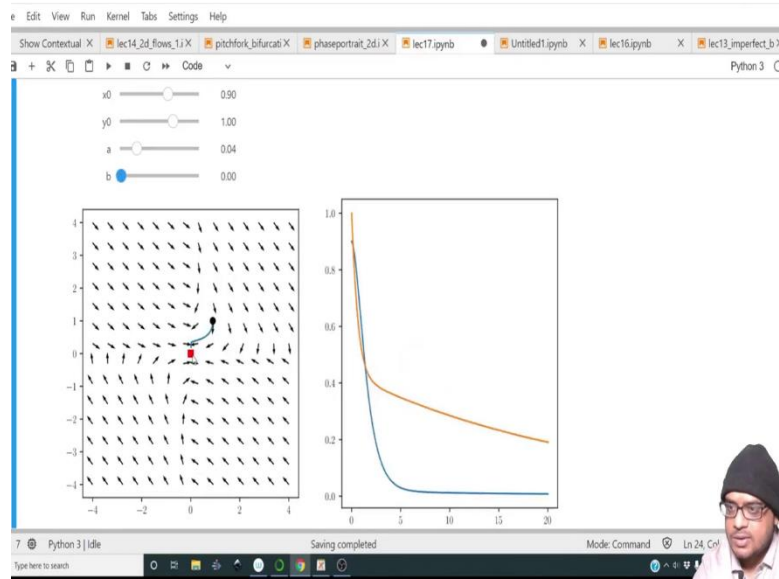 Edit View Run Kernel Tabs Settings Help
Show Contextual lec14_2d_flows_1.i pitchfork_bifurcati phaseportrait_2d.i lec17.ipynb Untitled1.ipynb lec16.ipynb lec13_imperfect_b
Code Python 3
x0 0.90
y0 1.00
a 0.04
b 0.00
4
3
2
1
0
−1
−2
−3
−4
−4 −2 0 2 4
1.0
0.8
0.6
0.4
0.2
0.0
0 5 10 15 20
7 Python 3 | Idle Saving completed Mode: Command Ln 24,
Type here to search